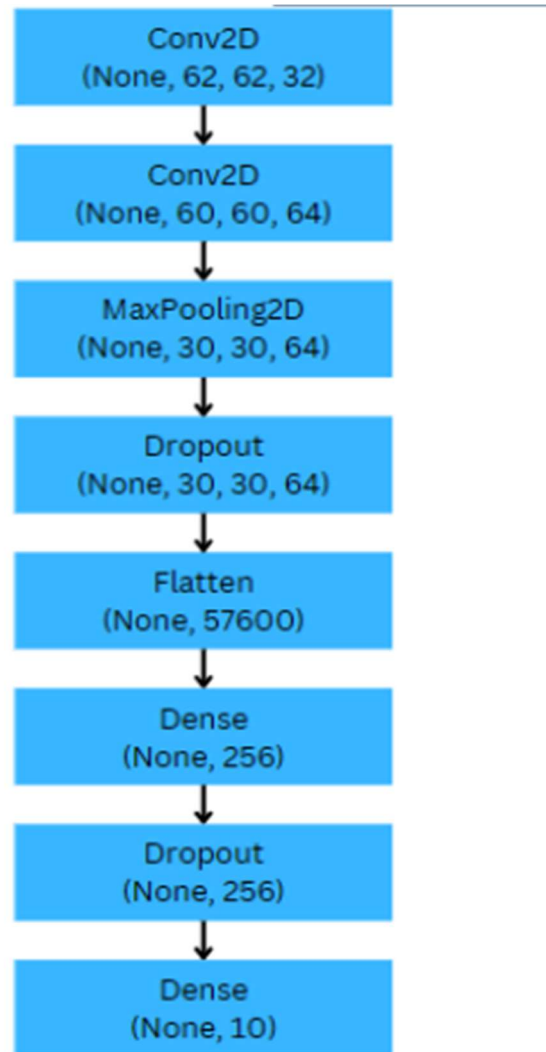 Conv2D
(None, 62, 62, 32)
Conv2D
(None, 60, 60, 64)
MaxPooling2D
(None, 30, 30, 64)
Dropout
(None, 30, 30, 64)
Flatten
(None, 57600)
Dense
(None, 256)
Dropout
(None, 256)
Dense
(None, 10)